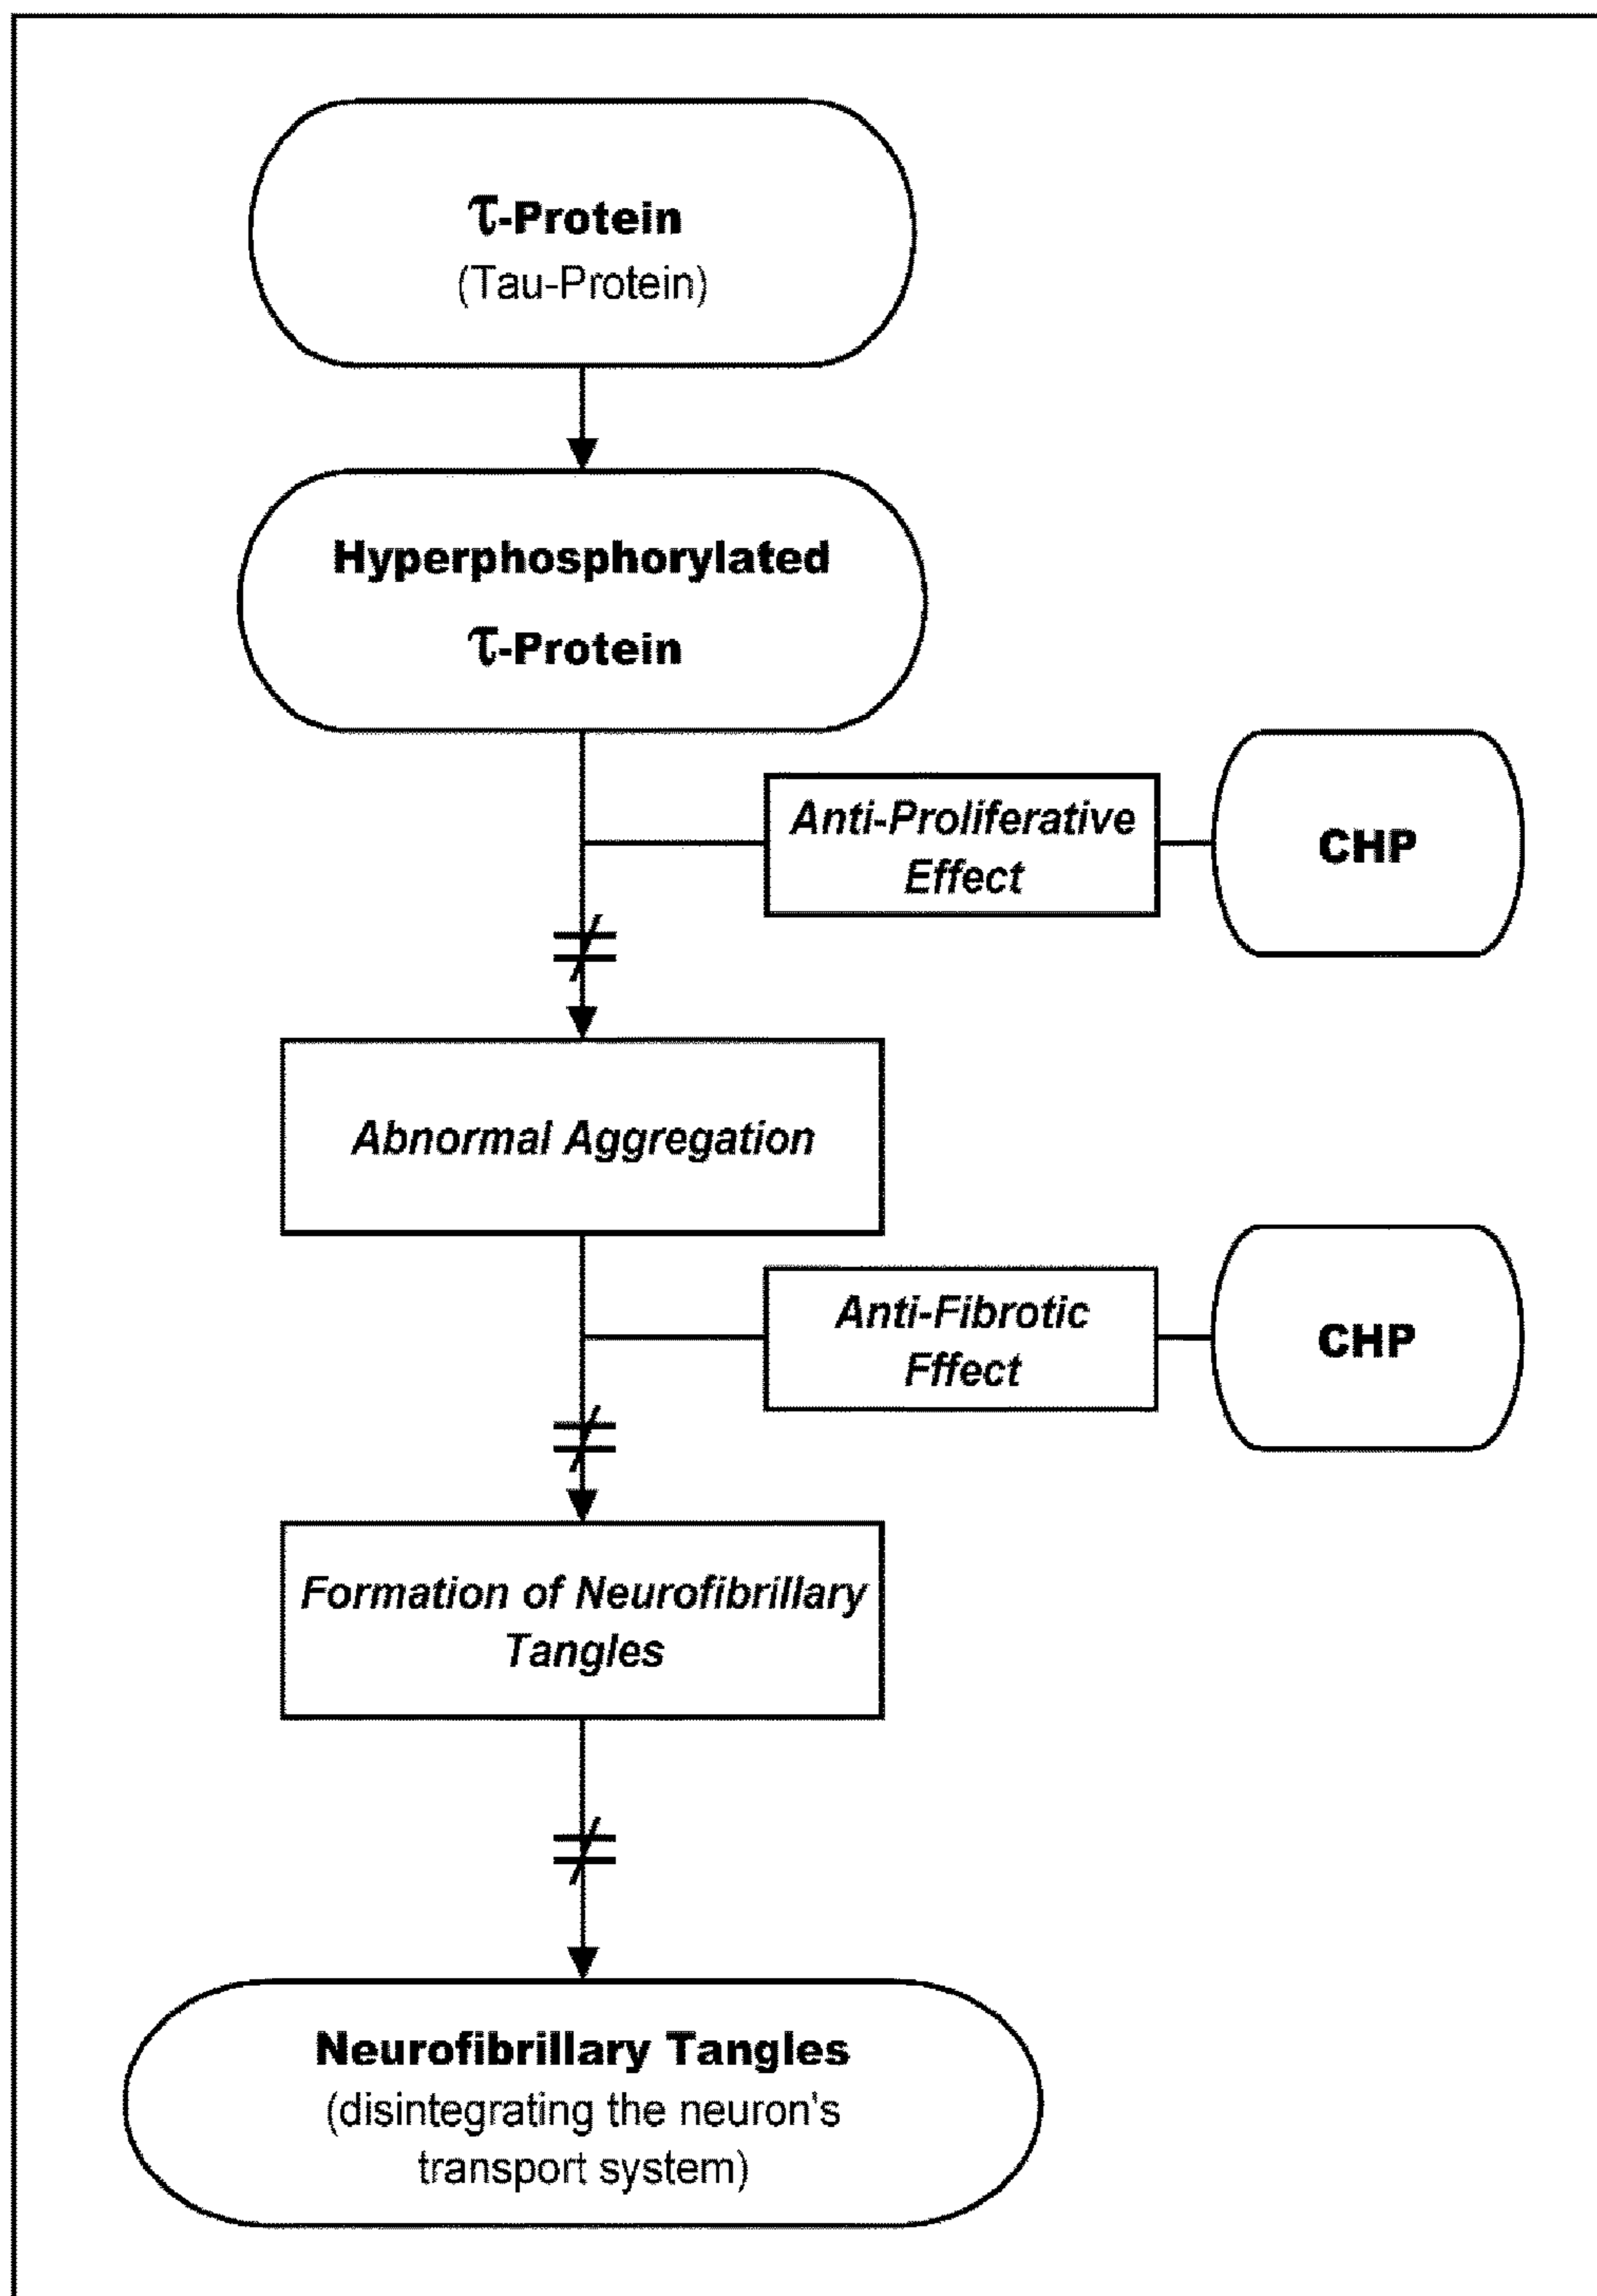 τ-Protein
(Tau-Protein)
Hyperphosphorylated
τ-Protein
Anti-Proliferative
Effect
CHP
Abnormal Aggregation
Anti-Fibrotic
Fffect
CHP
Formation of Neurofibrillary
Tangles
Neurofibrillary Tangles
(disintegrating the neuron's
transport system)